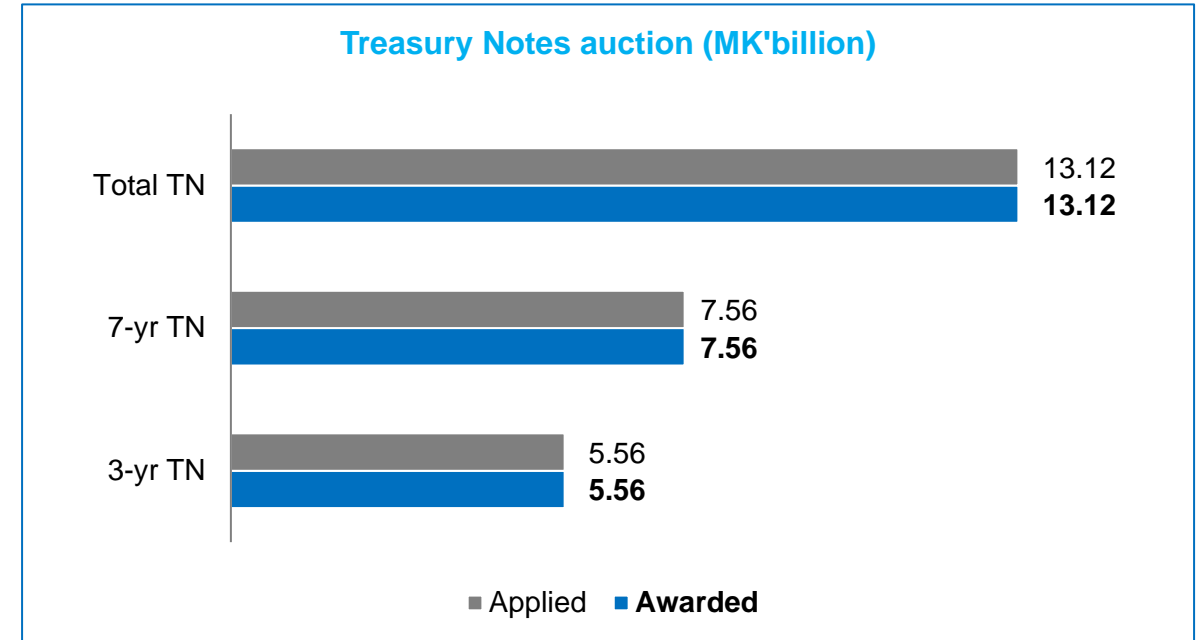 Treasury Notes auction (MK'billion)
Total TN
13.12
13.12
7-yr TN
7.56
7.56
3-yr TN
5.56
5.56
Applied Awarded